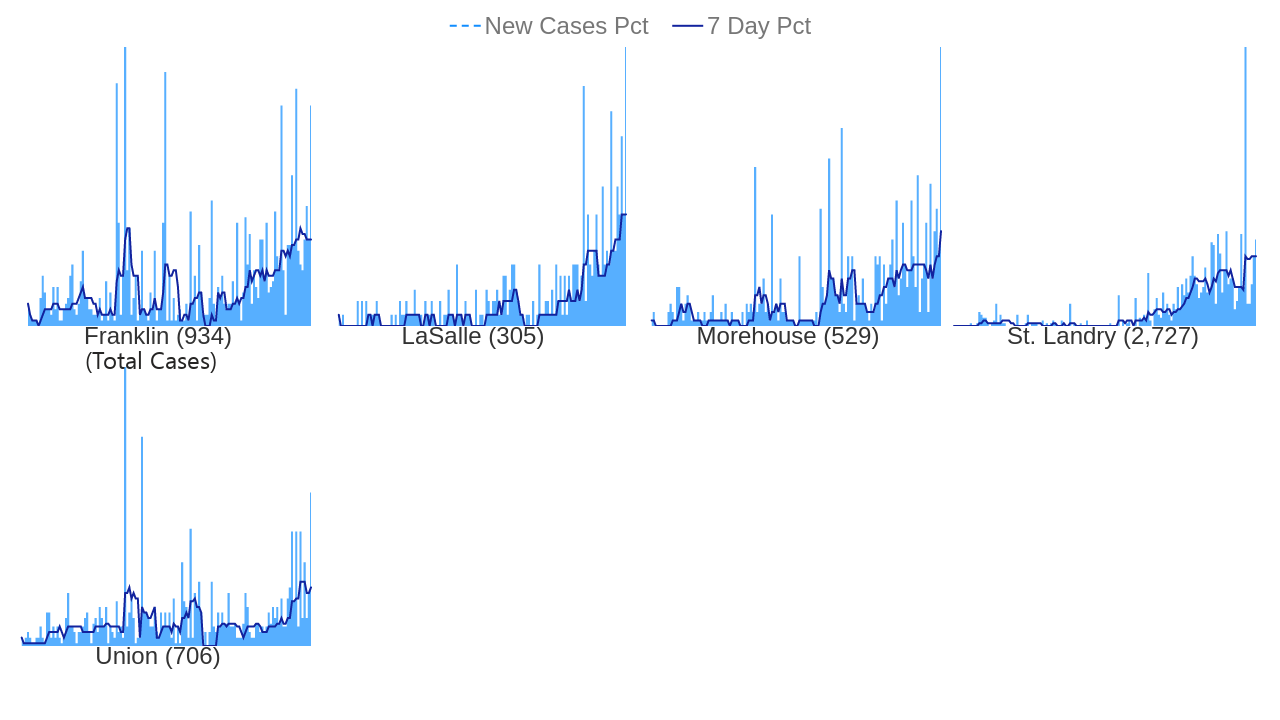 New Cases Pct 7 Day Pct
Franklin (934)
(Total Cases)
LaSalle (305)
Morehouse (529)
St. Landry (2,727)
Union (706)